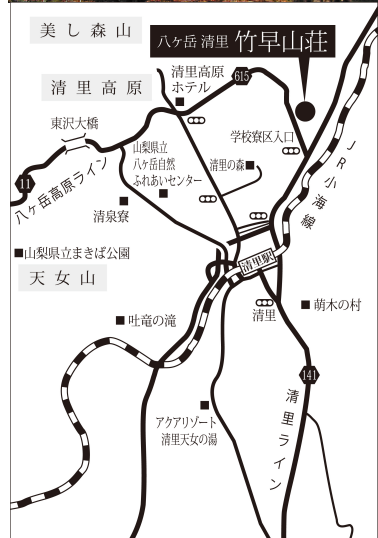 美し森山
八ヶ岳 清里 竹早山荘
清里高原
清里高原
ホテル
615
東沢大橋
山梨県立
八ヶ岳自然
ふれあいセンター
学校寮区入口
清里の森
JR小海線
11
八ヶ岳高原ライン
清泉寮
山梨県立まきば公園
清里駅
天女山
清里
萌木の村
吐竜の滝
141
清里ライン
アクアリゾート
清里天女の湯